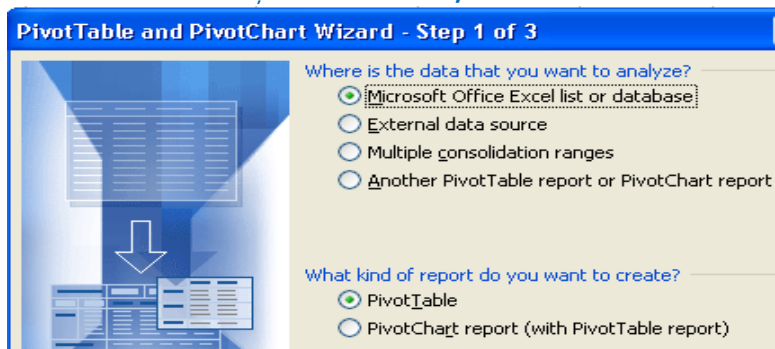 PivotTable and PivotChart Wizard - Step 1 of 3
Where is the data that you want to analyze?
Microsoft Office Excel list or database
External data source
Multiple consolidation ranges
Another PivotTable report or PivotChart report
What kind of report do you want to create?
PivotTable
PivotChart report (with PivotTable report)